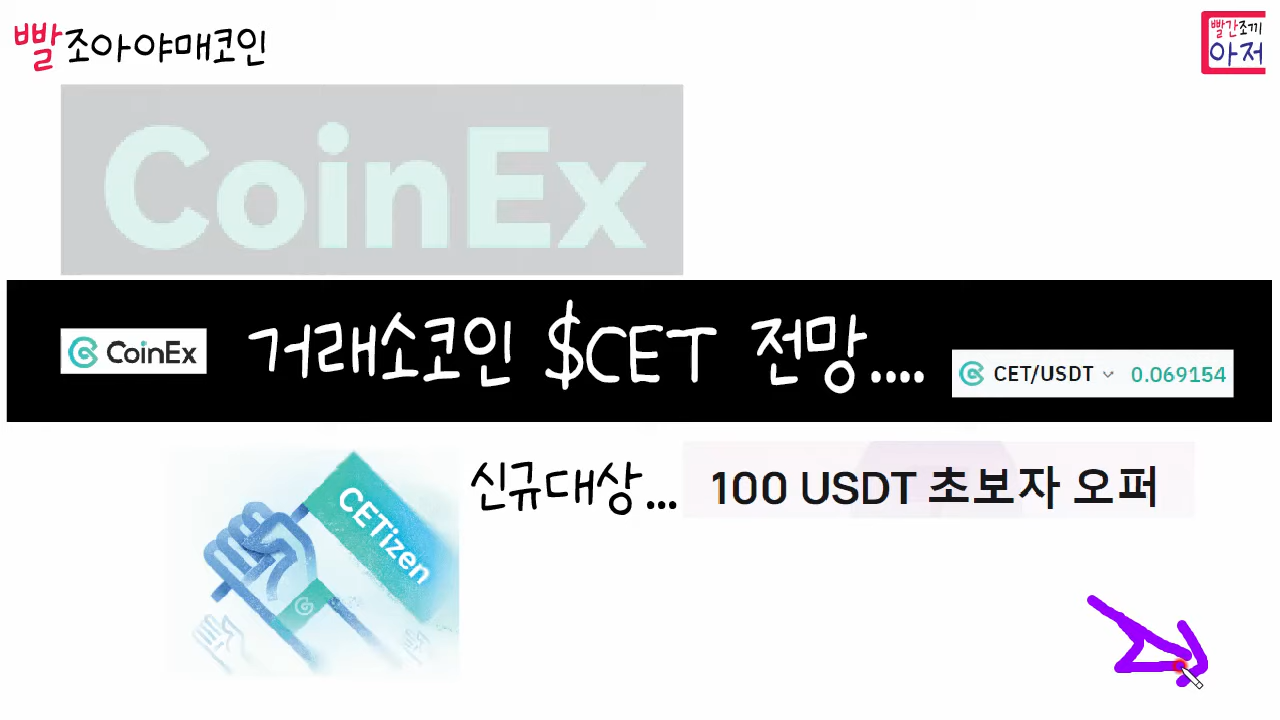 빨조아야매코인
빨간조끼
아저
CoinEx
CoinEx
거래소코인 $CET 전망....
CET/USDT 0.069154
CETizen
신규대상...
100 USDT 초보자 오퍼